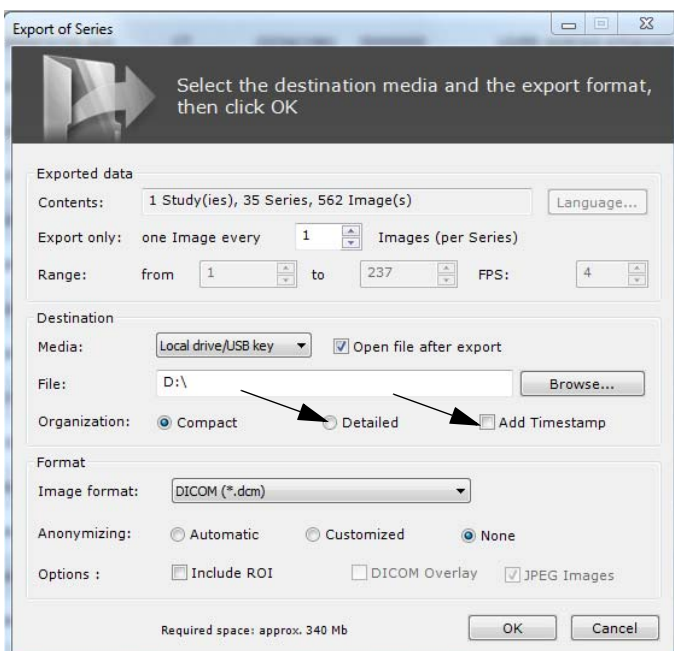 Export of Series
Select the destination media and the export format,
then click OK
Exported data
Contents: 1 Study(ies), 35 Series, 562 Image(s) Language...
Export only: one Image every 1 Images (per Series)
Range: from 1 to 237 FPS: 4
Destination
Media: Local drive/USB key Open file after export
File: D:\ Browse...
Organization: Compact Detailed Add Timestamp
Format
Image format: DICOM (*.dcm)
Anonymizing: Automatic Customized None
Options : Include ROI DICOM Overlay JPEG Images
Required space: approx. 340 Mb OK Cancel